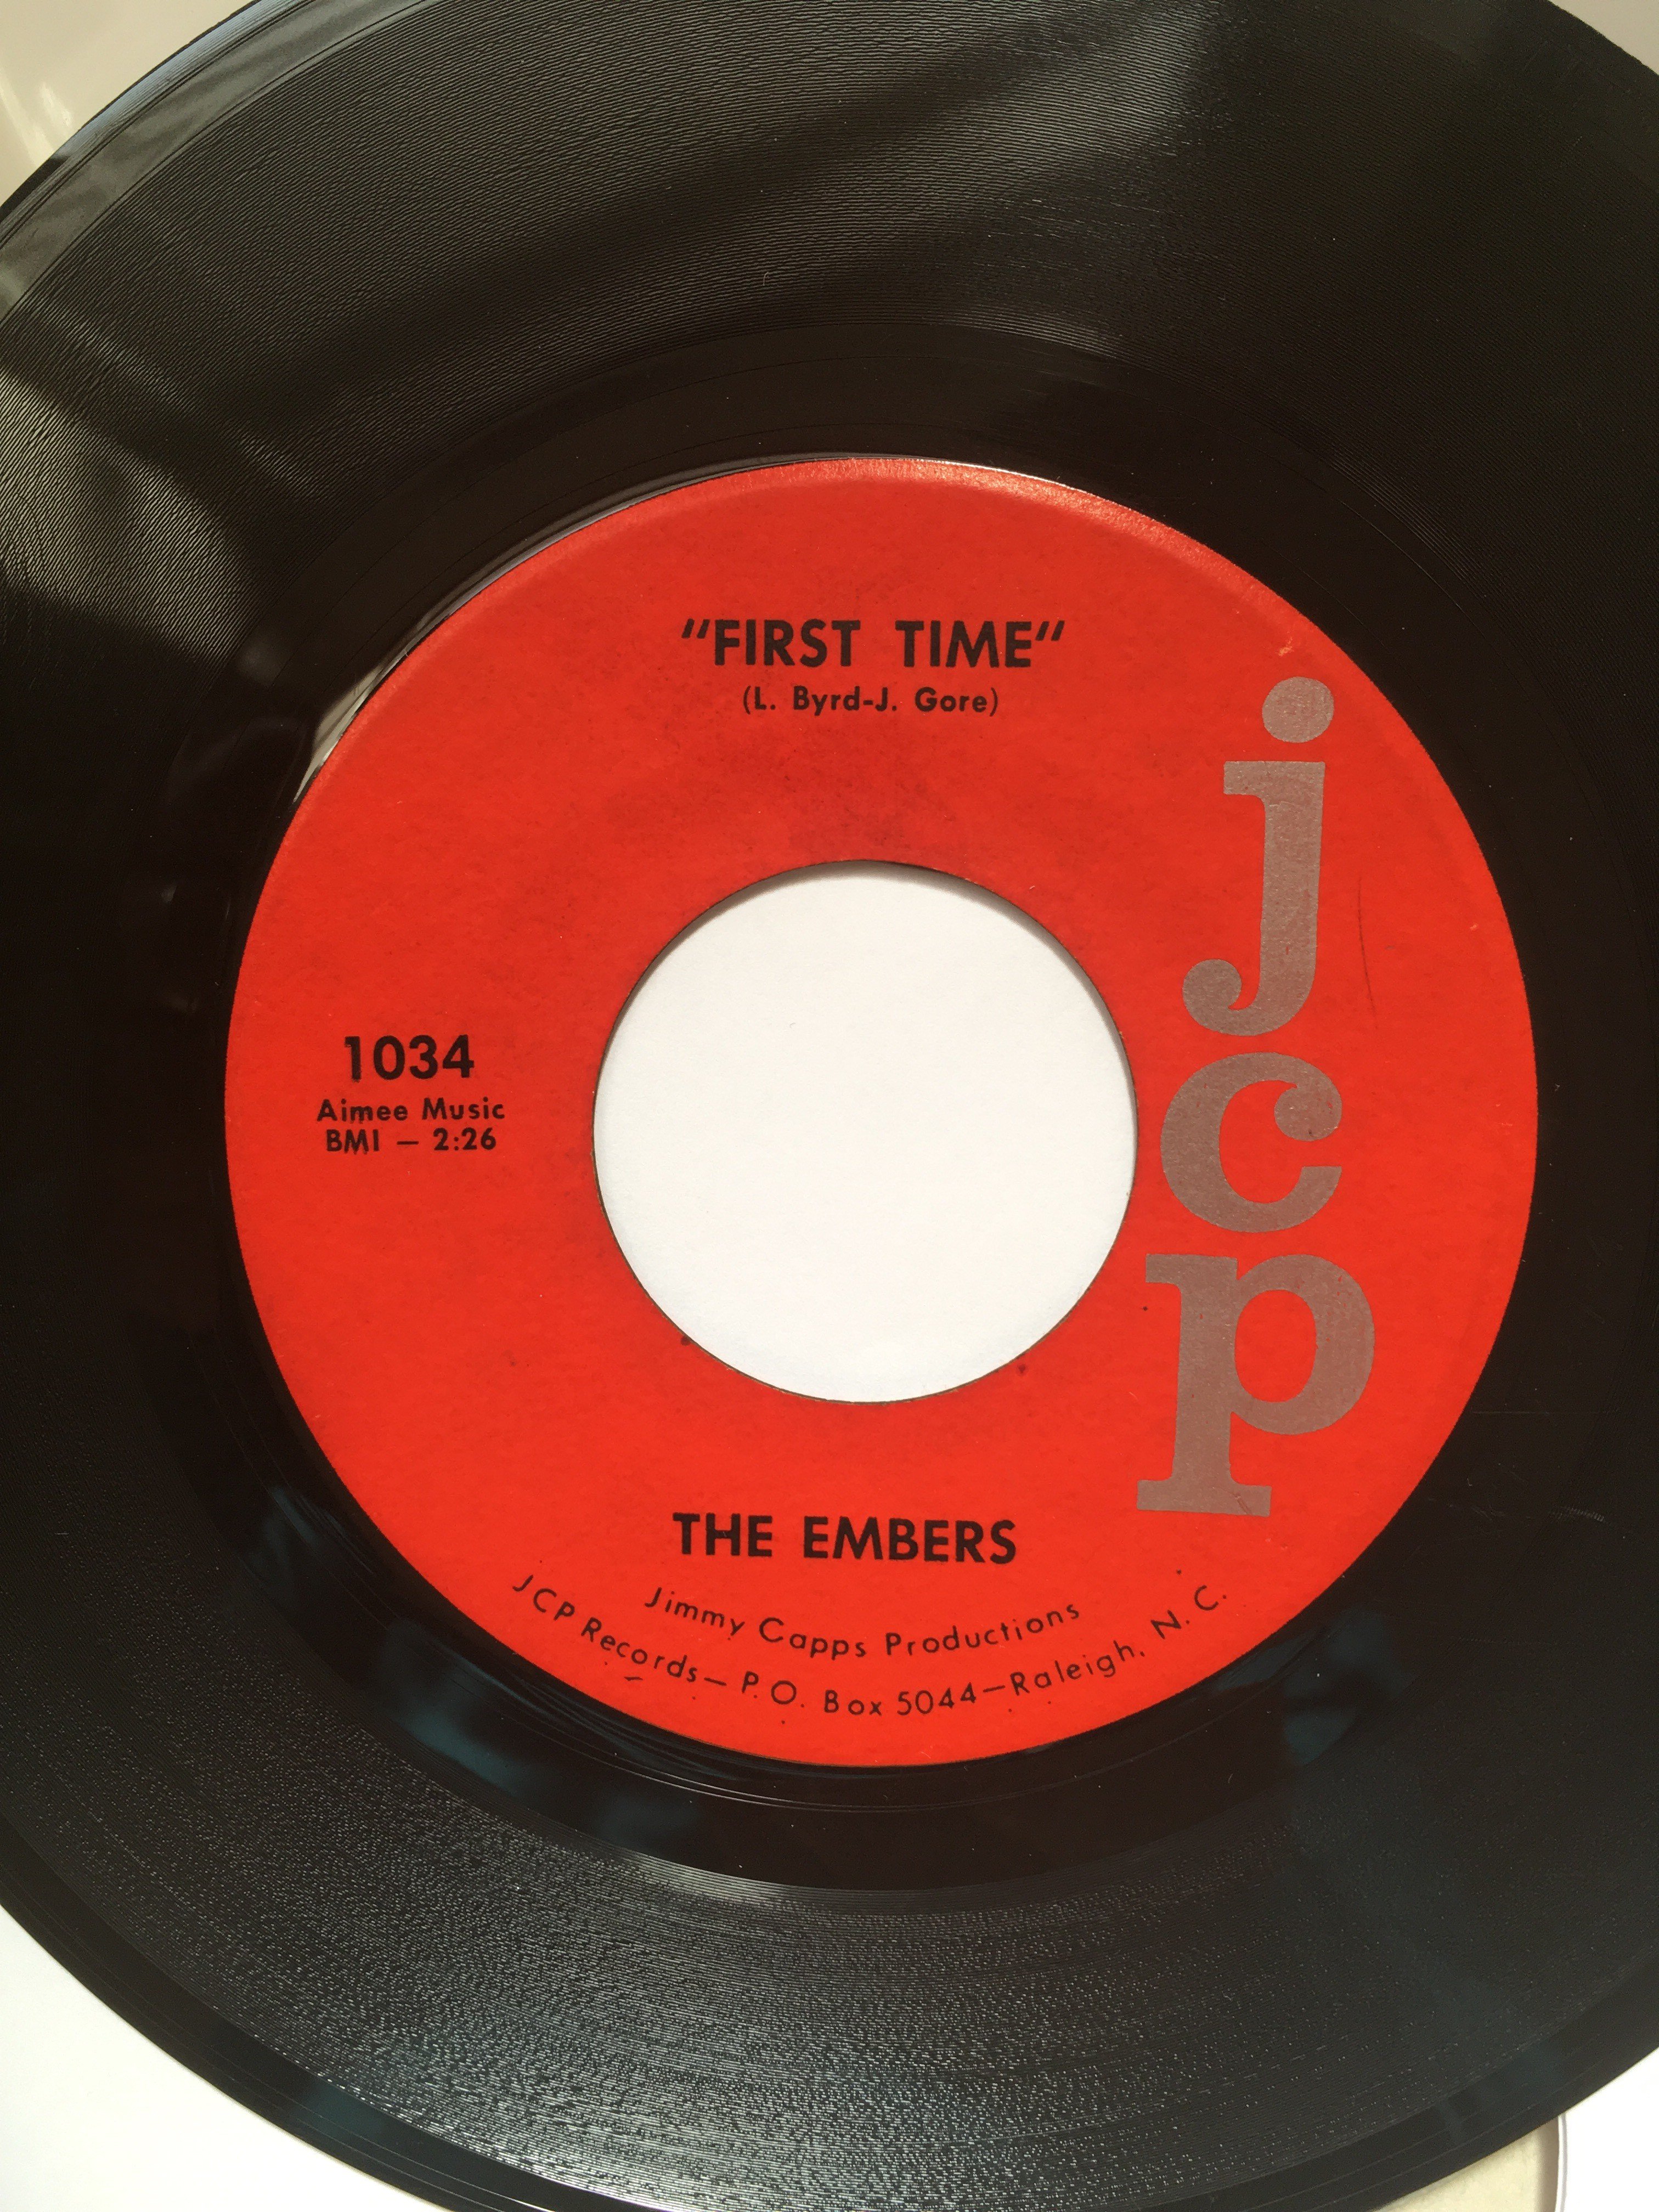 "FIRST TIME"
(L. Byrd-J. Gore)
jcp
1034
Aimee Music
BMI — 2:26
THE EMBERS
Jimmy Capps Productions
JCP Records—P.O. Box 5044—Raleigh, N. C.